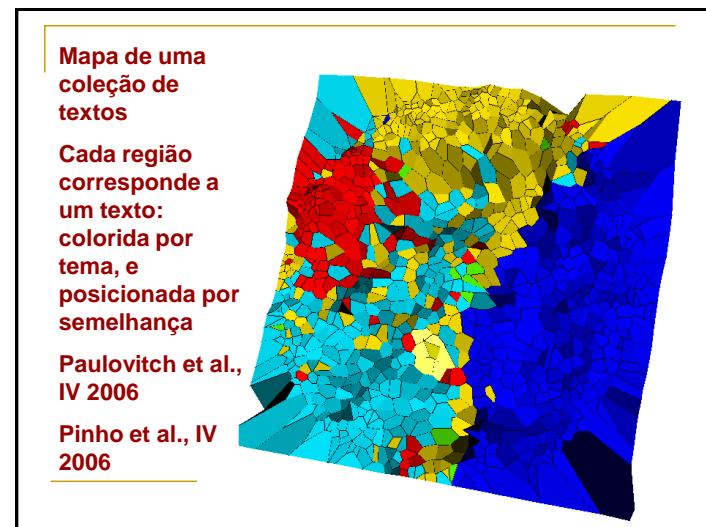 Mapa de uma
coleção de
textos
Cada região
corresponde a
um texto:
colorida por
tema, e
posicionada por
semelhança
Paulovitch et al.,
IV 2006
Pinho et al., IV
2006